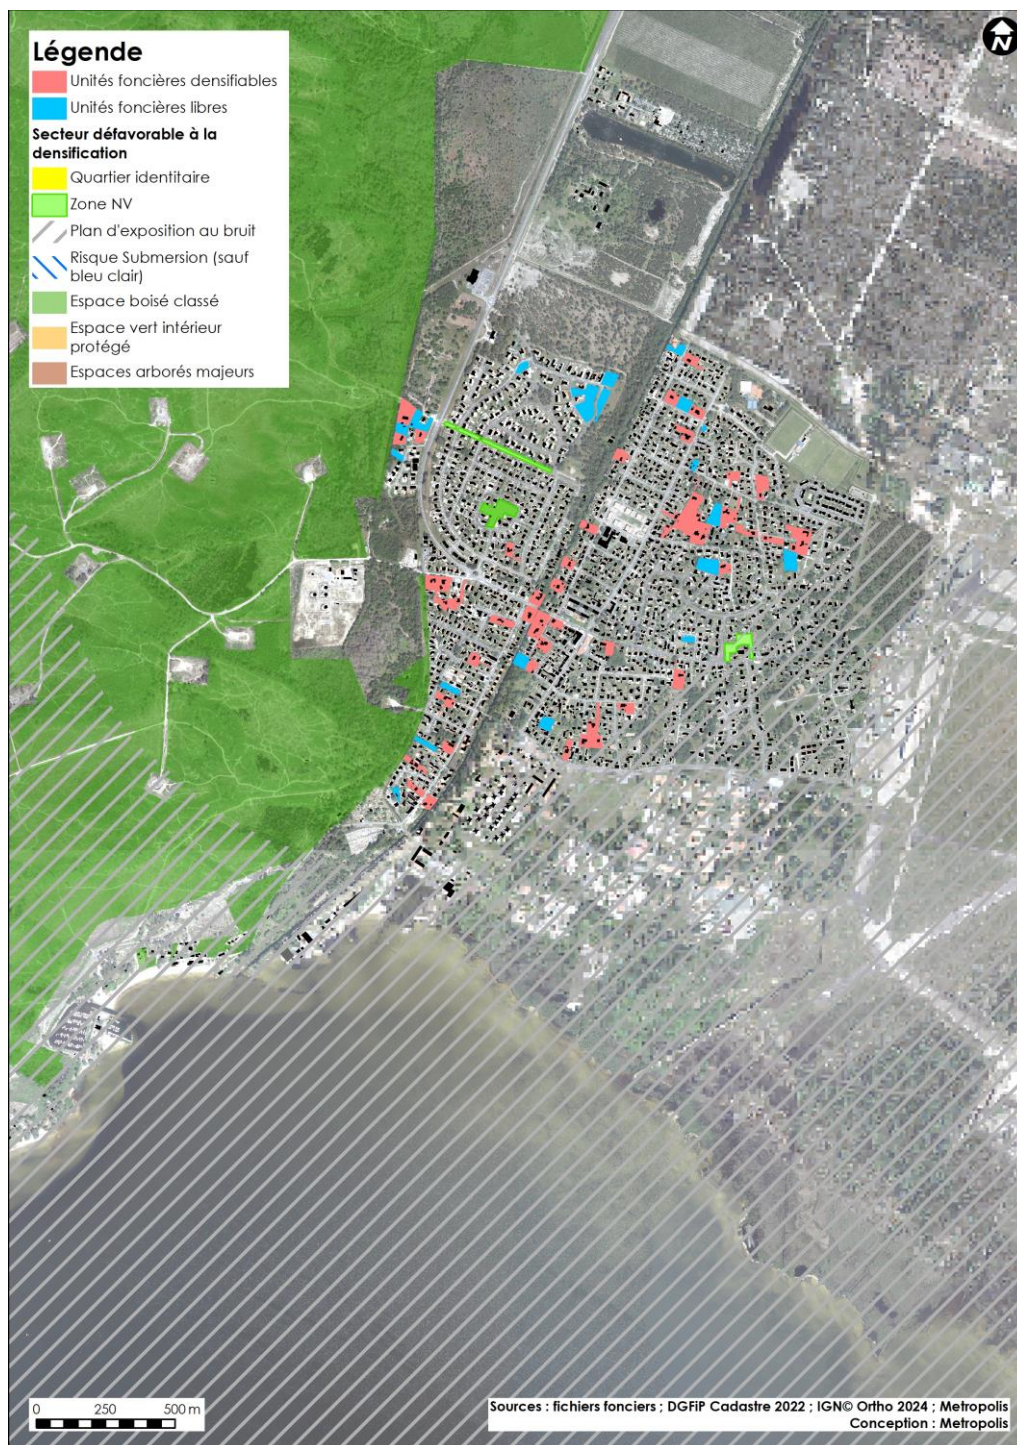 N
Légende
Unités foncières densifiables
Unités foncières libres
Secteur défavorable à la
densification
Quartier identitaire
Zone NV
Plan d'exposition au bruit
Risque Submersion (sauf
bleu clair)
Espace boisé classé
Espace vert intérieur
protégé
Espaces arborés majeurs
0 250 500 m
Sources : fichiers fonciers ; DGFiP Cadastre 2022 ; IGN© Ortho 2024 ; Metropolis
Conception : Metropolis